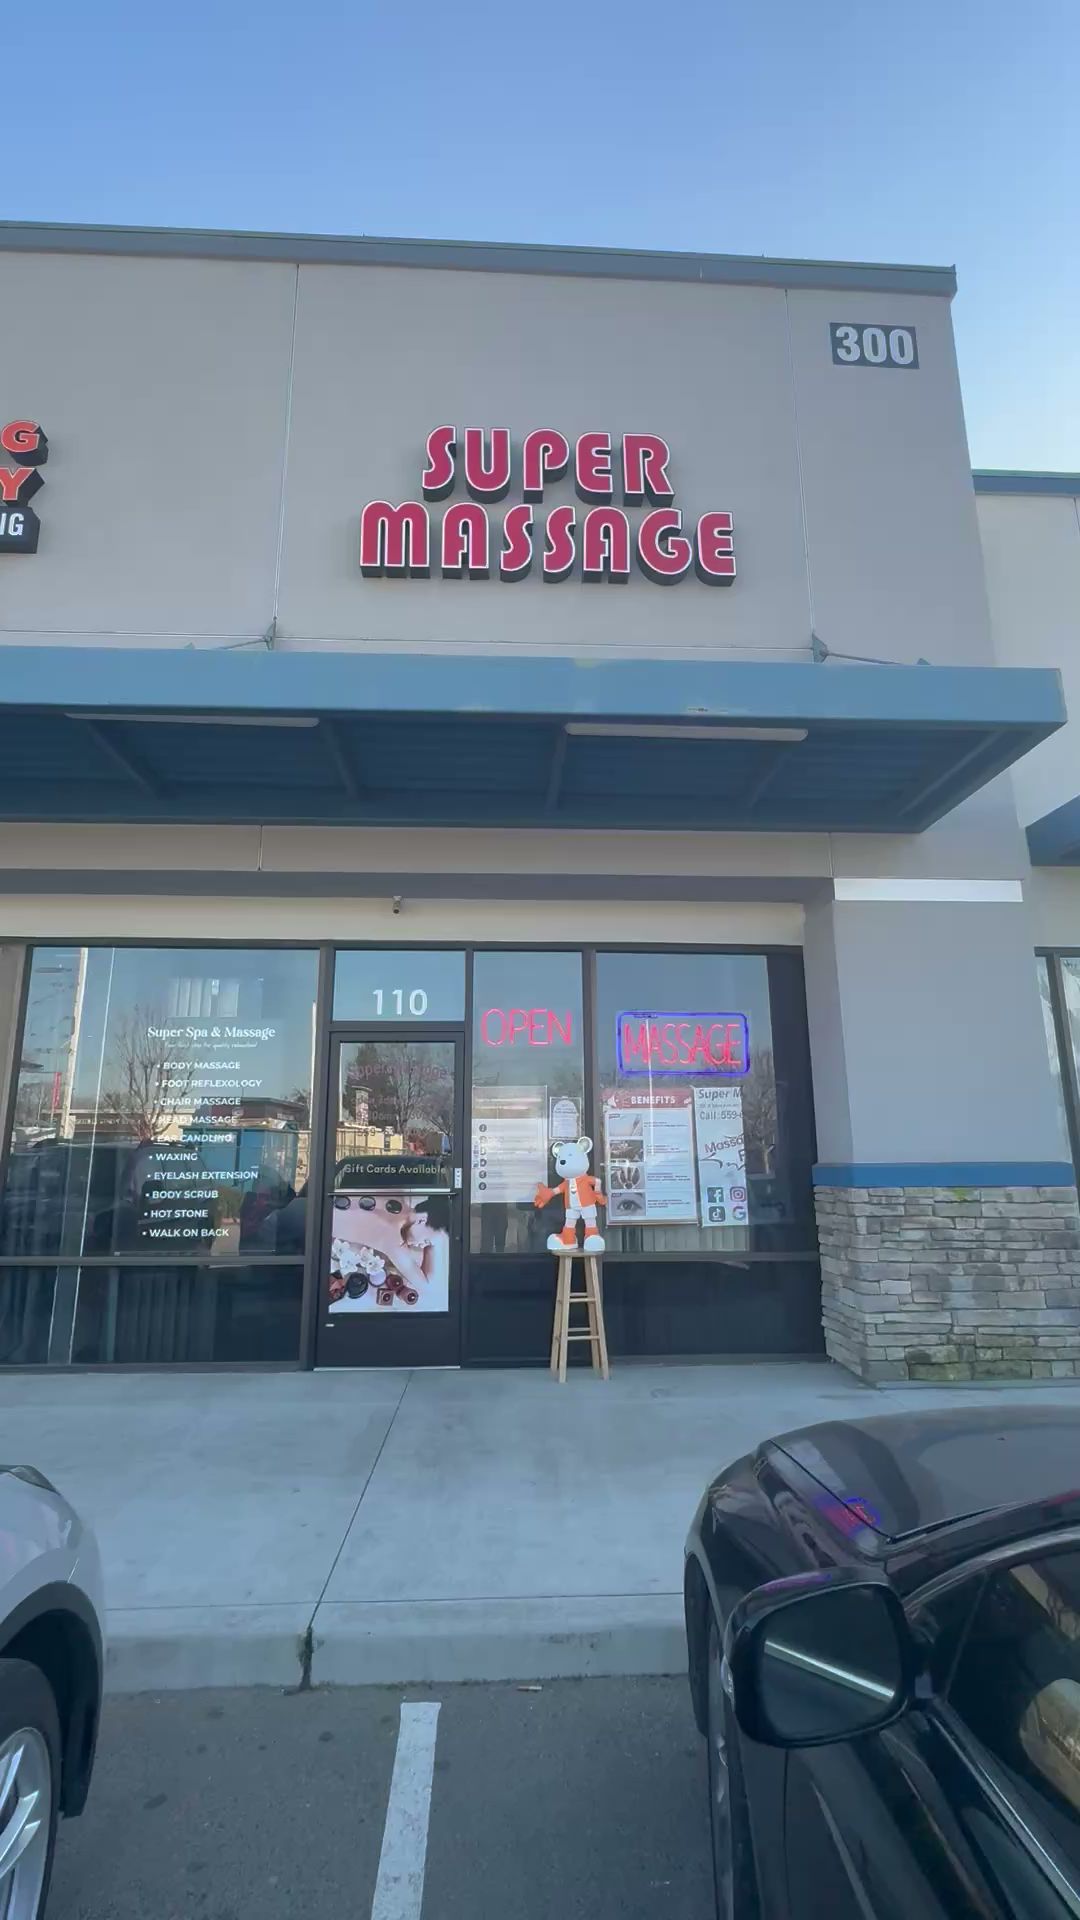 300
G
Y
IG
SUPER
MASSAGE
110
OPEN
MASSAGE
Super Spa & Massage
• BODY MASSAGE
• FOOT REFLEXOLOGY
• CHAIR MASSAGE
• HEAD MASSAGE
• EAR CANDLING
• WAXING
• EYELASH EXTENSION
• BODY SCRUB
• HOT STONE
• WALK ON BACK
Gift Cards Available
BENEFITS
Super M
Call :559-